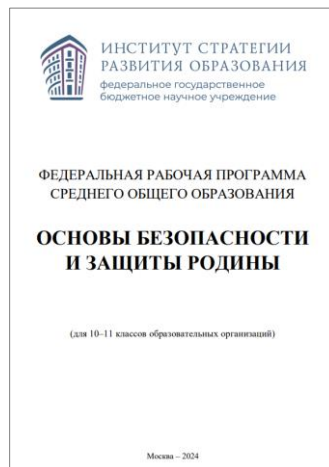 ИНСТИТУТ СТРАТЕГИИ
РАЗВИТИЯ ОБРАЗОВАНИЯ
федеральное государственное
бюджетное научное учреждение
ФЕДЕРАЛЬНАЯ РАБОЧАЯ ПРОГРАММА
СРЕДНЕГО ОБЩЕГО ОБРАЗОВАНИЯ
ОСНОВЫ БЕЗОПАСНОСТИ
И ЗАЩИТЫ РОДИНЫ
(для 10–11 классов образовательных организаций)
Москва – 2024